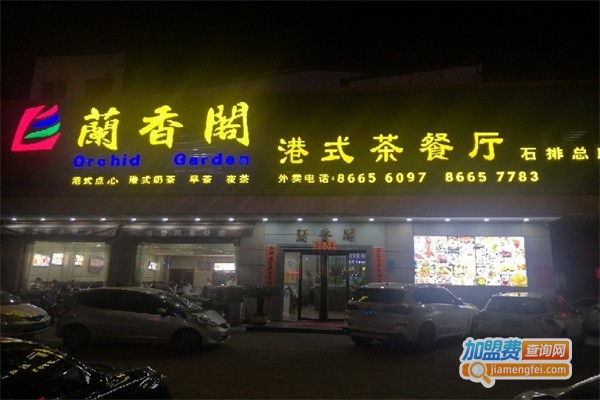 蘭香閣
Orchid Garden
港式点心 港式奶茶 早茶 夜茶
港式茶餐厅 石排总
外卖电话:8665 6097 8665 7783
蘭香閣
加盟费查询网
jiamengfei.com